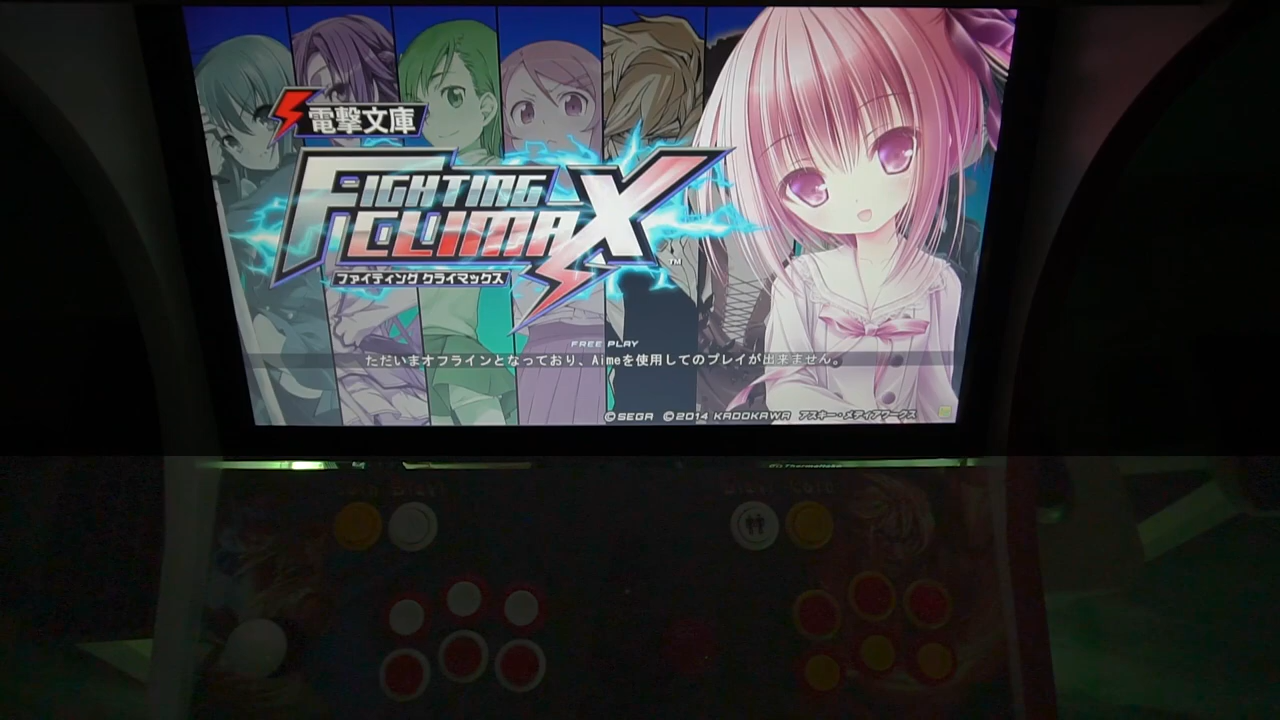 電撃文庫
FIGHTING
CLIMAX
™
ファイティング クライマックス
FREE PLAY
ただいまオフラインとなっており、Aimeを使用してのプレイが出来ません。
©SEGA ©2014 KADOKAWA アスキー・メディアワークス